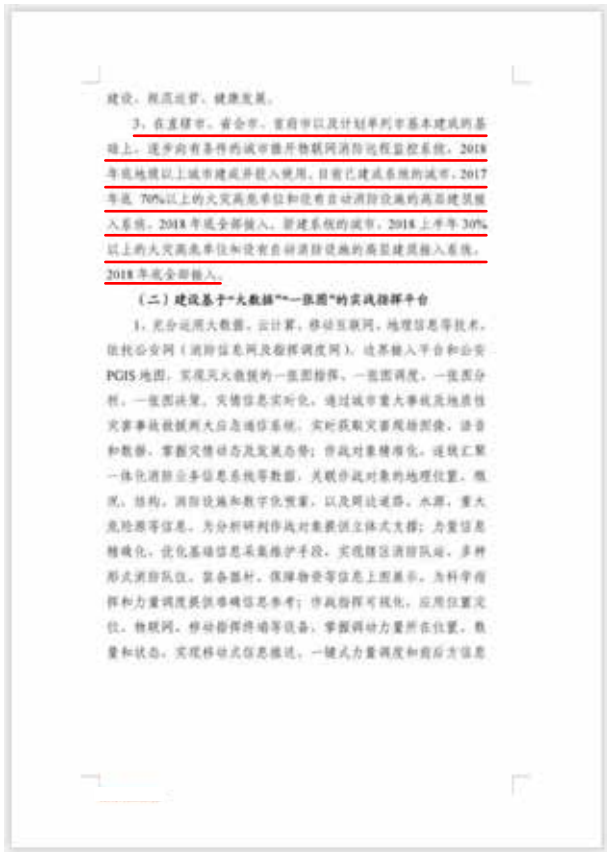 建设、规范运营、健康发展。
3、在直辖市、省会市、首府市以及计划单列市基本建成的基
础上，逐步向有条件的城市推开物联网消防远程监控系统，2018
年底地级以上城市建成并投入使用。目前已建成系统的城市，2017
年底 70%以上的火灾高危单位和设有自动消防设施的高层建筑接
入系统，2018 年底全部接入。新建系统的城市，2018 上半年 30%
以上的火灾高危单位和设有自动消防设施的高层建筑接入系统，
2018 年底全部接入。
（二）建设基于“大数据”“一张图”的实战指挥平台
1、充分运用大数据、云计算、移动互联网、地理信息等技术，
依托公安网（消防信息网及指挥调度网）、边界接入平台和公安
PGIS 地图，实现灭火救援的一张图指挥、一张图调度、一张图分
析、一张图决策。灾情信息实时化，通过城市重大事故及地质性
灾害事故救援两大应急通信系统，实时获取灾害现场图像、语音
和数据，掌握灾情动态及发展态势；作战对象精准化，连续汇聚
一体化消防业务信息系统等数据，关联作战对象的地理位置、概
况、结构、消防设施和数字化预案，以及周边道路、水源、重大
危险源等信息，为分析研判作战对象提供立体式支撑；力量信息
精确化，优化基础信息采集维护手段，实现辖区消防队站、多种
形式消防队伍、装备器材、保障物资等信息上图展示，为科学指
挥和力量调度提供准确信息参考；作战指挥可视化，应用位置定
位、物联网、移动指挥终端等设备，掌握调动力量所在位置、数
量和状态，实现移动式信息推送、一键式力量调度和前后方信息